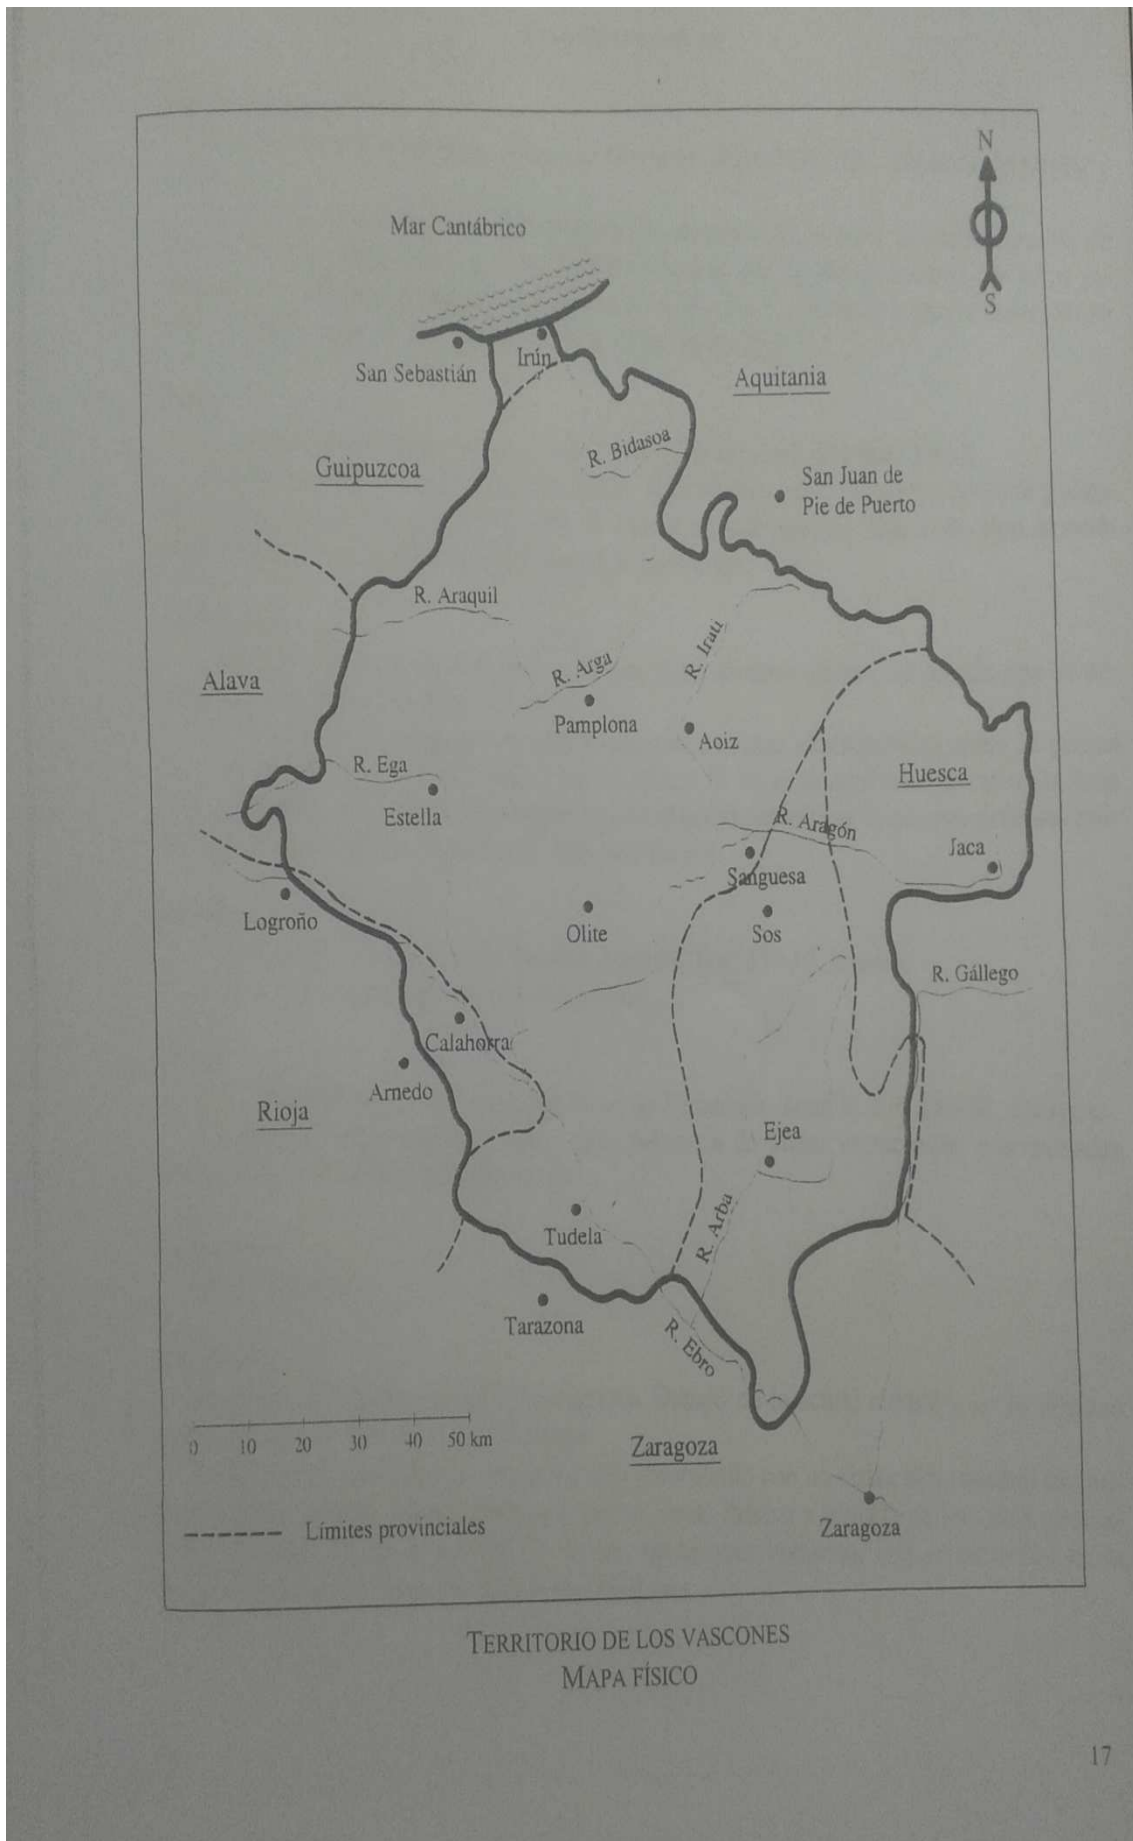 N
Mar Cantábrico
S
Irún
San Sebastián
Aquitania
R. Bidasoa
Guipuzcoa
San Juan de
Pie de Puerto
R. Araquil
R. Irati
R. Arga
Alava
Pamplona
Aoiz
R. Ega
Huesca
Estella
R. Aragón
Jaca
Sanguesa
Logroño
Olite
Sos
R. Gállego
Calahorra
Arnedo
Rioja
Ejea
R. Arba
Tudela
Tarazona
R. Ebro
0 10 20 30 40 50 km
Zaragoza
Zaragoza
Límites provinciales
TERRITORIO DE LOS VASCONES
MAPA FÍSICO
17